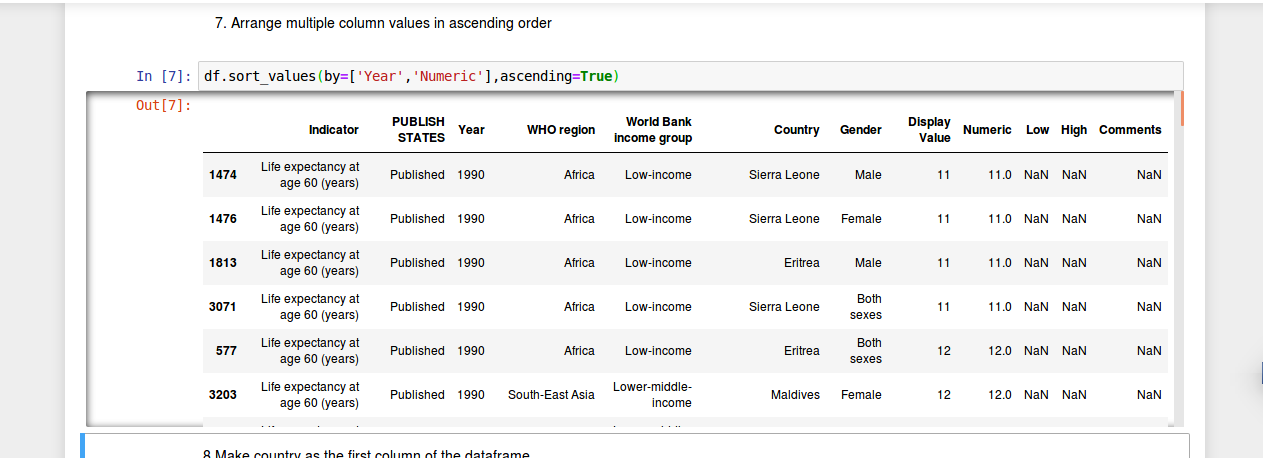 7. Arrange multiple column values in ascending order
In [7]: df.sort_values(by=['Year','Numeric'],ascending=True)
Out[7]:
Indicator PUBLISH STATES Year WHO region World Bank income group Country Gender Display Value Numeric Low High Comments
1474 Life expectancy at age 60 (years) Published 1990 Africa Low-income Sierra Leone Male 11 11.0 NaN NaN NaN
1476 Life expectancy at age 60 (years) Published 1990 Africa Low-income Sierra Leone Female 11 11.0 NaN NaN NaN
1813 Life expectancy at age 60 (years) Published 1990 Africa Low-income Eritrea Male 11 11.0 NaN NaN NaN
3071 Life expectancy at age 60 (years) Published 1990 Africa Low-income Sierra Leone Both sexes 11 11.0 NaN NaN NaN
577 Life expectancy at age 60 (years) Published 1990 Africa Low-income Eritrea Both sexes 12 12.0 NaN NaN NaN
3203 Life expectancy at age 60 (years) Published 1990 South-East Asia Lower-middle-income Maldives Female 12 12.0 NaN NaN NaN
8.Make country as the first column of the dataframe